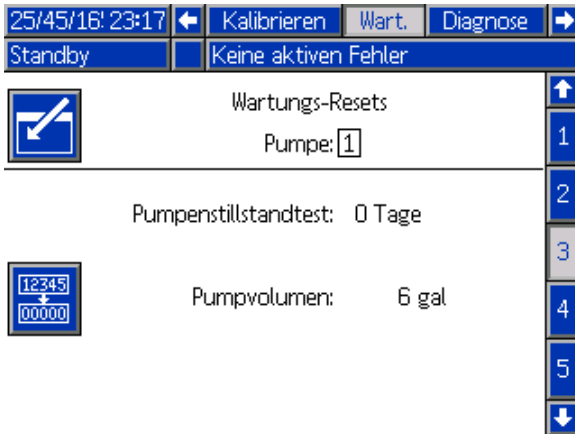 25/45/16' 23:17 Kalibrieren Wart. Diagnose
Standby Keine aktiven Fehler
Wartungs-Resets
Pumpe: 1
1
2
Pumpenstillstandtest: 0 Tage
3
12345
00000
Pumpvolumen: 6 gal
4
5